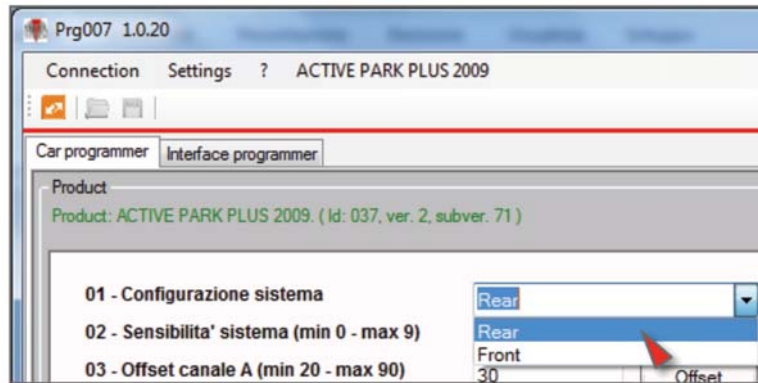 Prg007 1.0.20
Connection Settings ? ACTIVE PARK PLUS 2009
Car programmer Interface programmer
Product
Product: ACTIVE PARK PLUS 2009. ( Id: 037, ver. 2, subver. 71 )
01 - Configurazione sistema Rear
02 - Sensibilita' sistema (min 0 - max 9) Rear
Front
03 - Offset canale A (min 20 - max 90) 30 Offset